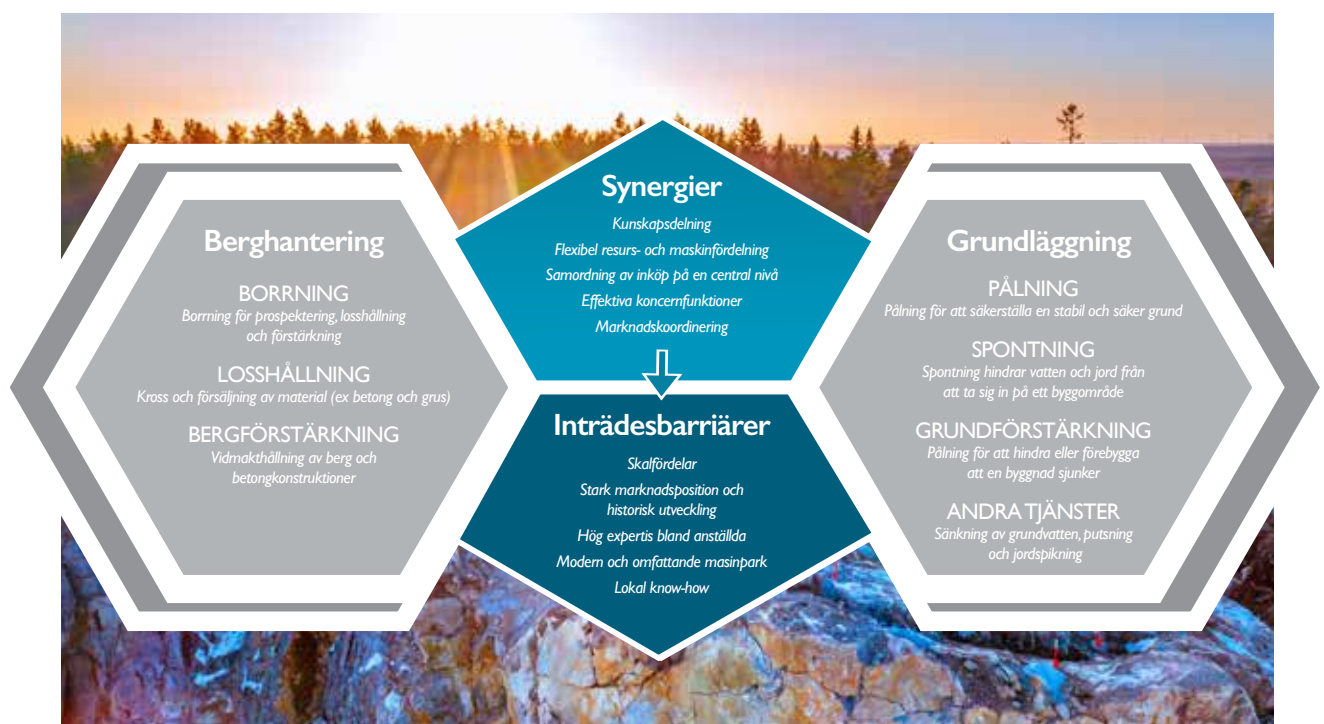 Berghantering
BORRNING
Borrning för prospektering, losshållning
och förstärkning
LOSSHÅLLNING
Kross och försäljning av material (ex betong och grus)
BERGFÖRSTÄRKNING
Vidmakthållning av berg och
betongkonstruktioner
Synergier
Kunskapsdelning
Flexibel resurs- och maskinfördelning
Samordning av inköp på en central nivå
Effektiva koncernfunktioner
Marknadskoordinering
Inträdesbarriärer
Skalfördelar
Stark marknadsposition och
historisk utveckling
Hög expertis bland anställda
Modern och omfattande masinpark
Lokal know-how
Grundläggning
PÅLNING
Pålning för att säkerställa en stabil och säker grund
SPONTNING
Spontning hindrar vatten och jord från
att ta sig in på ett byggområde
GRUNDFÖRSTÄRKNING
Pålning för att hindra eller förebygga
att en byggnad sjunker
ANDRA TJÄNSTER
Sänkning av grundvatten, putsning
och jordspikning